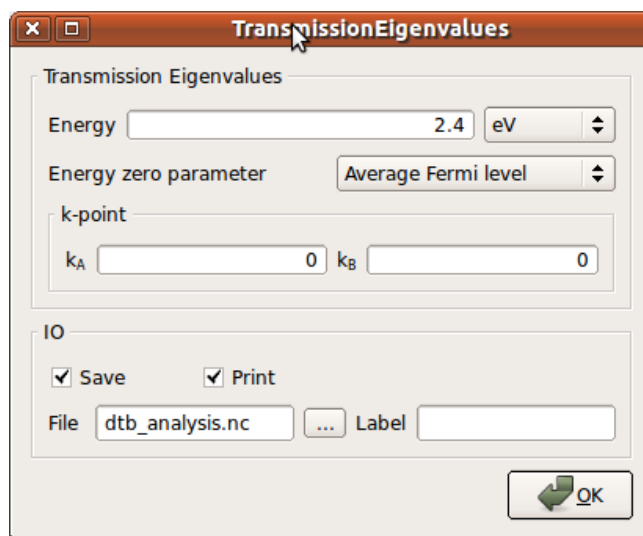 TransmissionEigenvalues
Transmission Eigenvalues
Energy 2.4 eV
Energy zero parameter Average Fermi level
k-point
kA 0 kB 0
IO
Save Print
File dtb_analysis.nc ... Label
OK